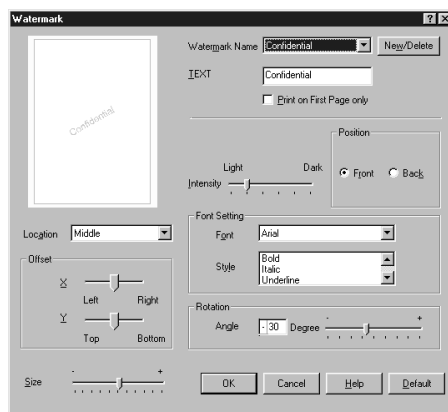 Watermark
Confidential
Watermark Name Confidential New/Delete
TEXT Confidential
Print on First Page only
Position
Front Back
Light Dark
Intensity
Location Middle
Offset
X
Left Right
Y
Top Bottom
Size - +
Font Setting
Font Arial
Style Bold
Italic
Underline
Rotation
Angle - 30 Degree - +
OK Cancel Help Default